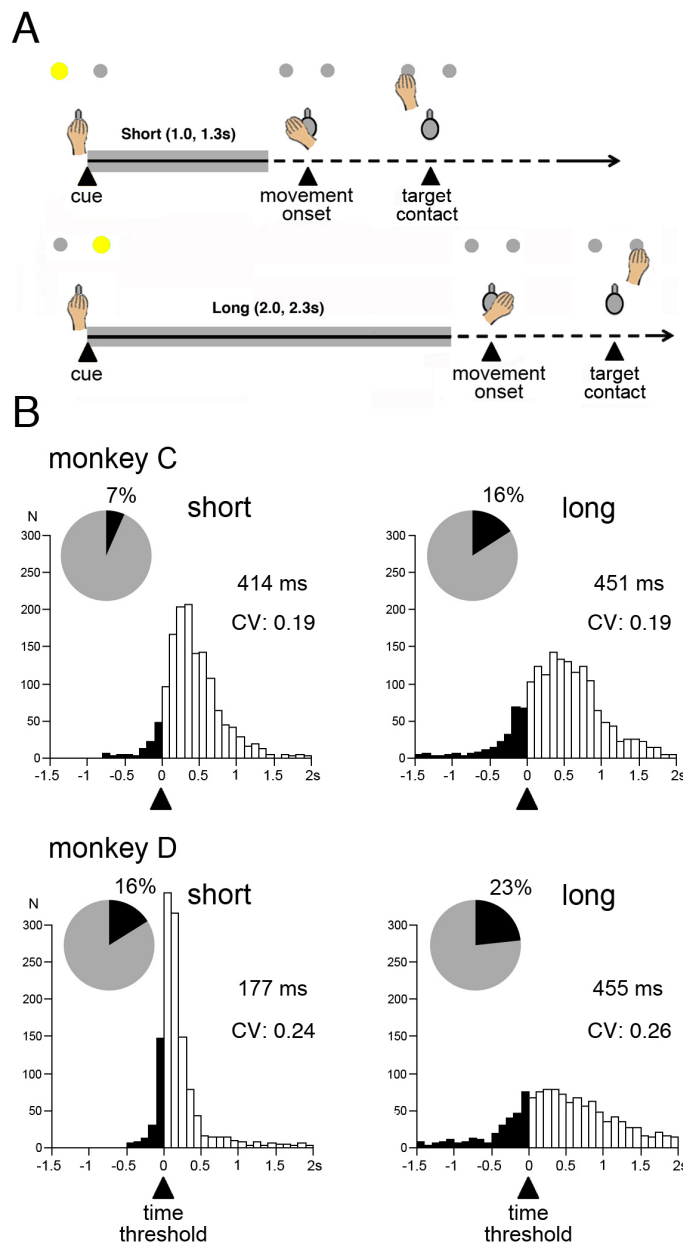 A
Short (1.0, 1.3s)
cue
movement
onset
target
contact
Long (2.0, 2.3s)
cue
movement
onset
target
contact
B
monkey C
7%
short
N
300
250
200
150
100
50
0
414 ms
CV: 0.19
-1.5 -1 -0.5 0 0.5 1 1.5 2s
16%
long
300
250
200
150
100
50
0
451 ms
CV: 0.19
-1.5 -1 -0.5 0 0.5 1 1.5 2s
monkey D
16%
short
N
300
250
200
150
100
50
0
177 ms
CV: 0.24
-1.5 -1 -0.5 0 0.5 1 1.5 2s
time
threshold
23%
long
300
250
200
150
100
50
0
455 ms
CV: 0.26
-1.5 -1 -0.5 0 0.5 1 1.5 2s
time
threshold